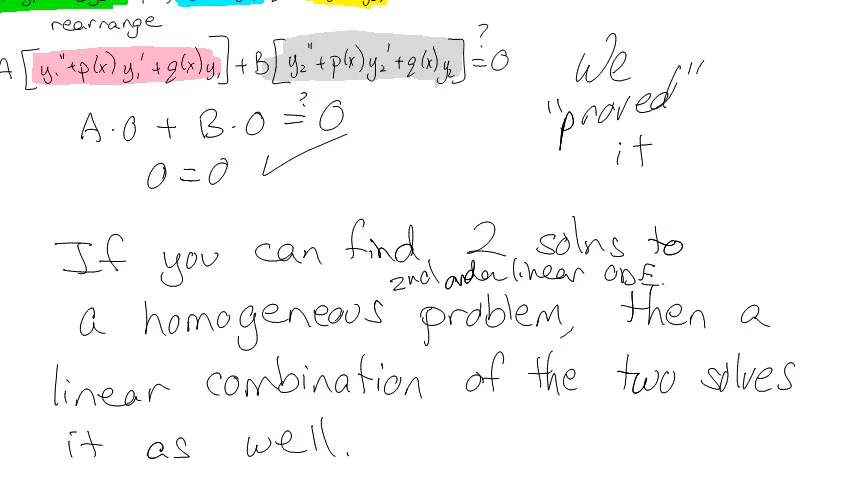 rearrange
A[y₁''+p(x)y₁'+q(x)y₁]+B[y₂''+p(x)y₂'+q(x)y₂]≟0
A·0 + B·0 ≟ 0
0=0 ✓
We
"proved"
it
If you can find 2 solns to
2nd order linear ODE.
a homogeneous problem, then a
linear combination of the two solves
it as well.